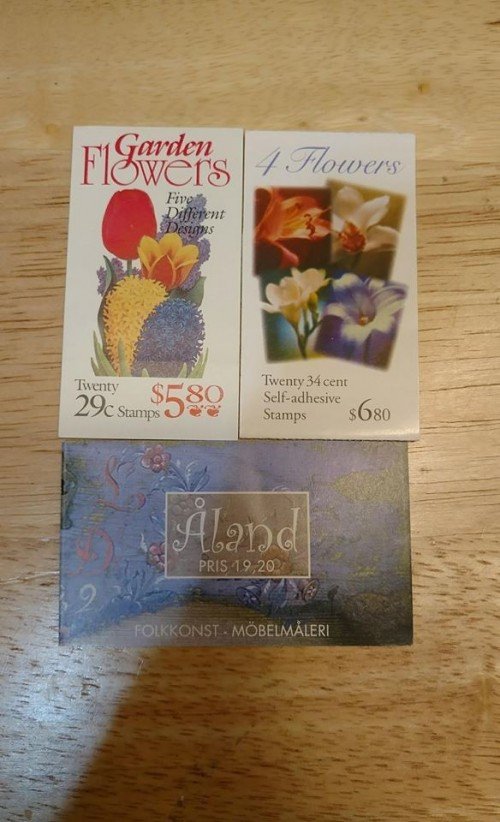 Garden
Flowers
Five
Different
Designs
Twenty
29c Stamps $5.80
4 Flowers
Twenty 34 cent
Self-adhesive
Stamps $6.80
Åland
PRIS 19,20
FOLKKONST - MÖBELMÅLERI